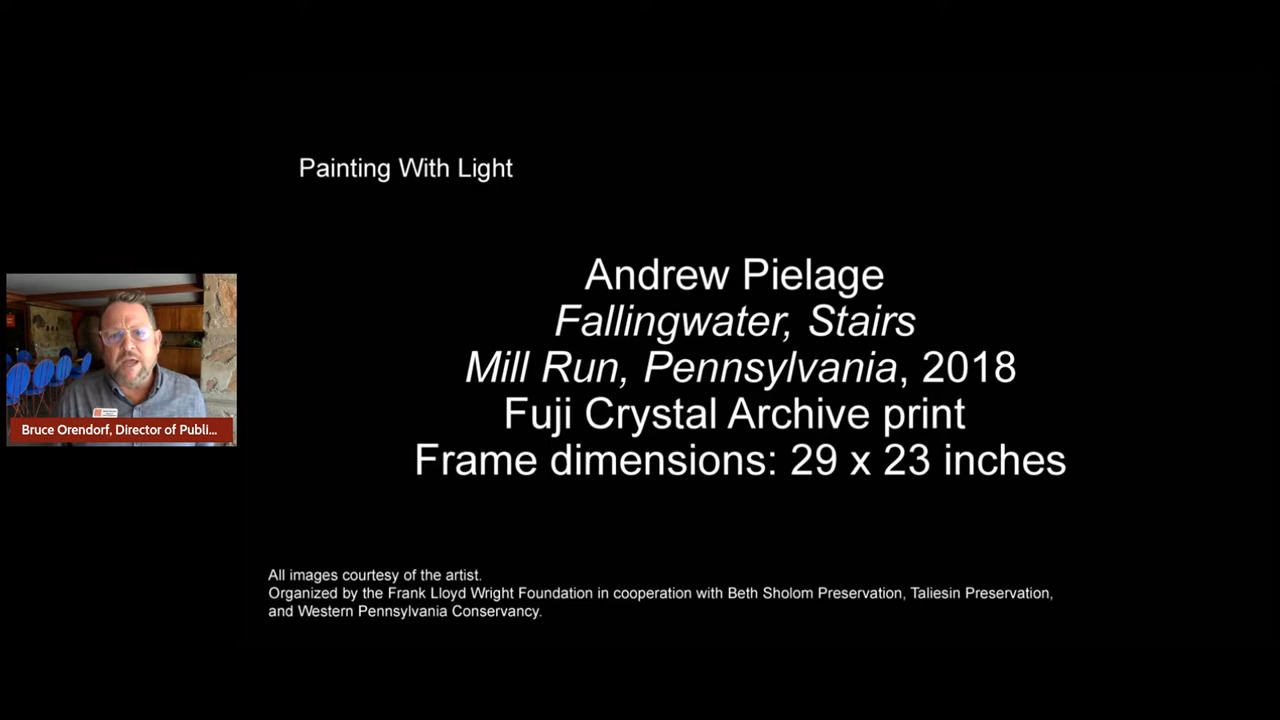 Painting With Light
Andrew Pielage
Fallingwater, Stairs
Mill Run, Pennsylvania, 2018
Fuji Crystal Archive print
Frame dimensions: 29 x 23 inches
Bruce Orendorf, Director of Publi...
All images courtesy of the artist.
Organized by the Frank Lloyd Wright Foundation in cooperation with Beth Sholom Preservation, Taliesin Preservation,
and Western Pennsylvania Conservancy.